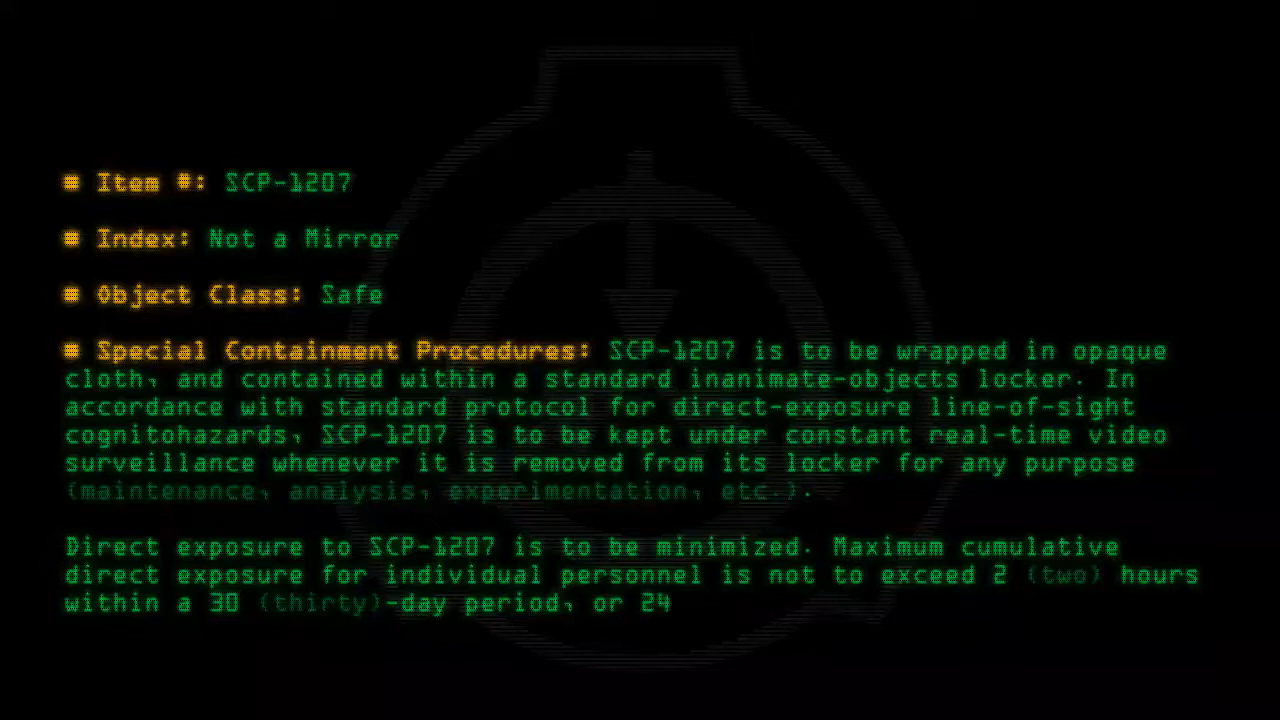 ■ Item #: SCP-1207
■ Index: Not a Mirror
■ Object Class: Safe
■ Special Containment Procedures: SCP-1207 is to be wrapped in opaque
cloth, and contained within a standard inanimate-objects locker. In
accordance with standard protocol for direct-exposure line-of-sight
cognitohazards, SCP-1207 is to be kept under constant real-time video
surveillance whenever it is removed from its locker for any purpose
(maintenance, analysis, experimentation, etc.).
Direct exposure to SCP-1207 is to be minimized. Maximum cumulative
direct exposure for individual personnel is not to exceed 2 (two) hours
within a 30 (thirty)-day period, or 24